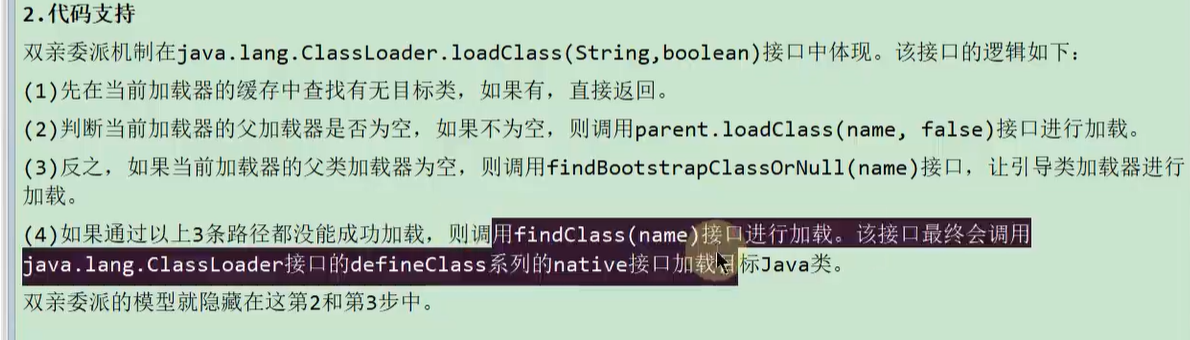 2.代码支持
双亲委派机制在java.lang.ClassLoader.loadClass(String,boolean)接口中体现。该接口的逻辑如下：
(1)先在当前加载器的缓存中查找有无目标类，如果有，直接返回。
(2)判断当前加载器的父加载器是否为空，如果不为空，则调用parent.loadClass(name, false)接口进行加载。
(3)反之，如果当前加载器的父类加载器为空，则调用findBootstrapClassOrNull(name)接口，让引导类加载器进行
加载。
(4)如果通过以上3条路径都没能成功加载，则调用findClass(name)接口进行加载。该接口最终会调用
java.lang.ClassLoader接口的defineClass系列的native接口加载目标Java类。
双亲委派的模型就隐藏在这第2和第3步中。